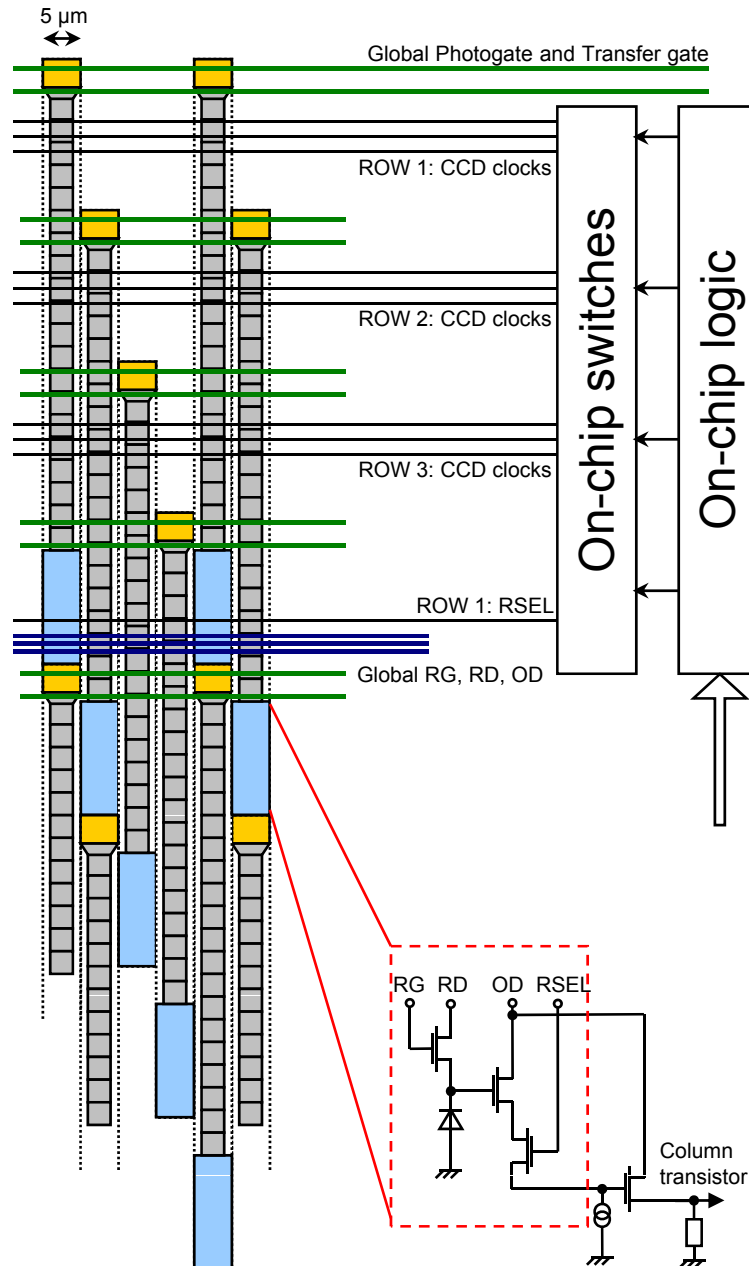 5 µm
Global Photogate and Transfer gate
ROW 1: CCD clocks
ROW 2: CCD clocks
ROW 3: CCD clocks
ROW 1: RSEL
Global RG, RD, OD
On-chip switches
On-chip logic
RG RD OD RSEL
Column
transistor